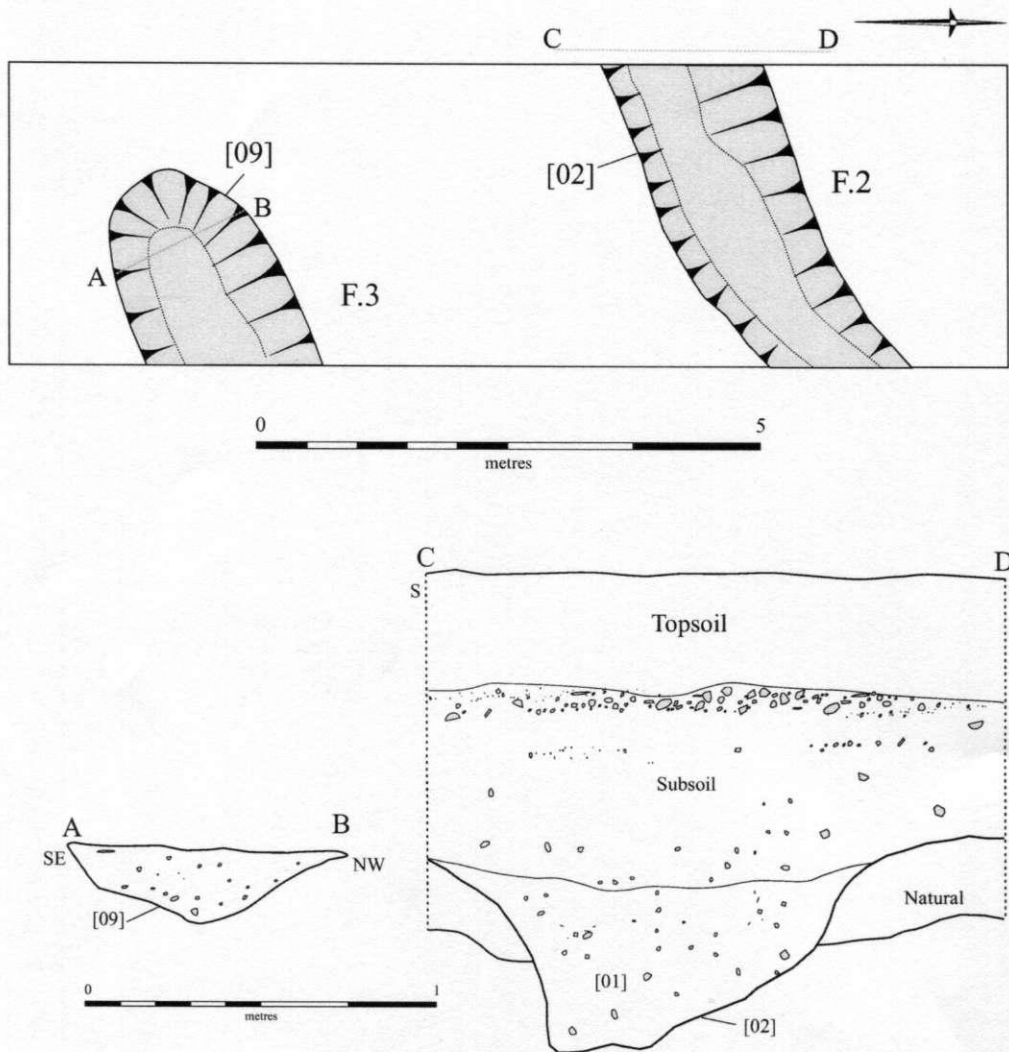 C D
[09]
[02]
B
F.2
A
F.3
0 5
metres
C D
S
Topsoil
Subsoil
A B
SE NW
Natural
[09]
[01]
0 1
metres
[02]